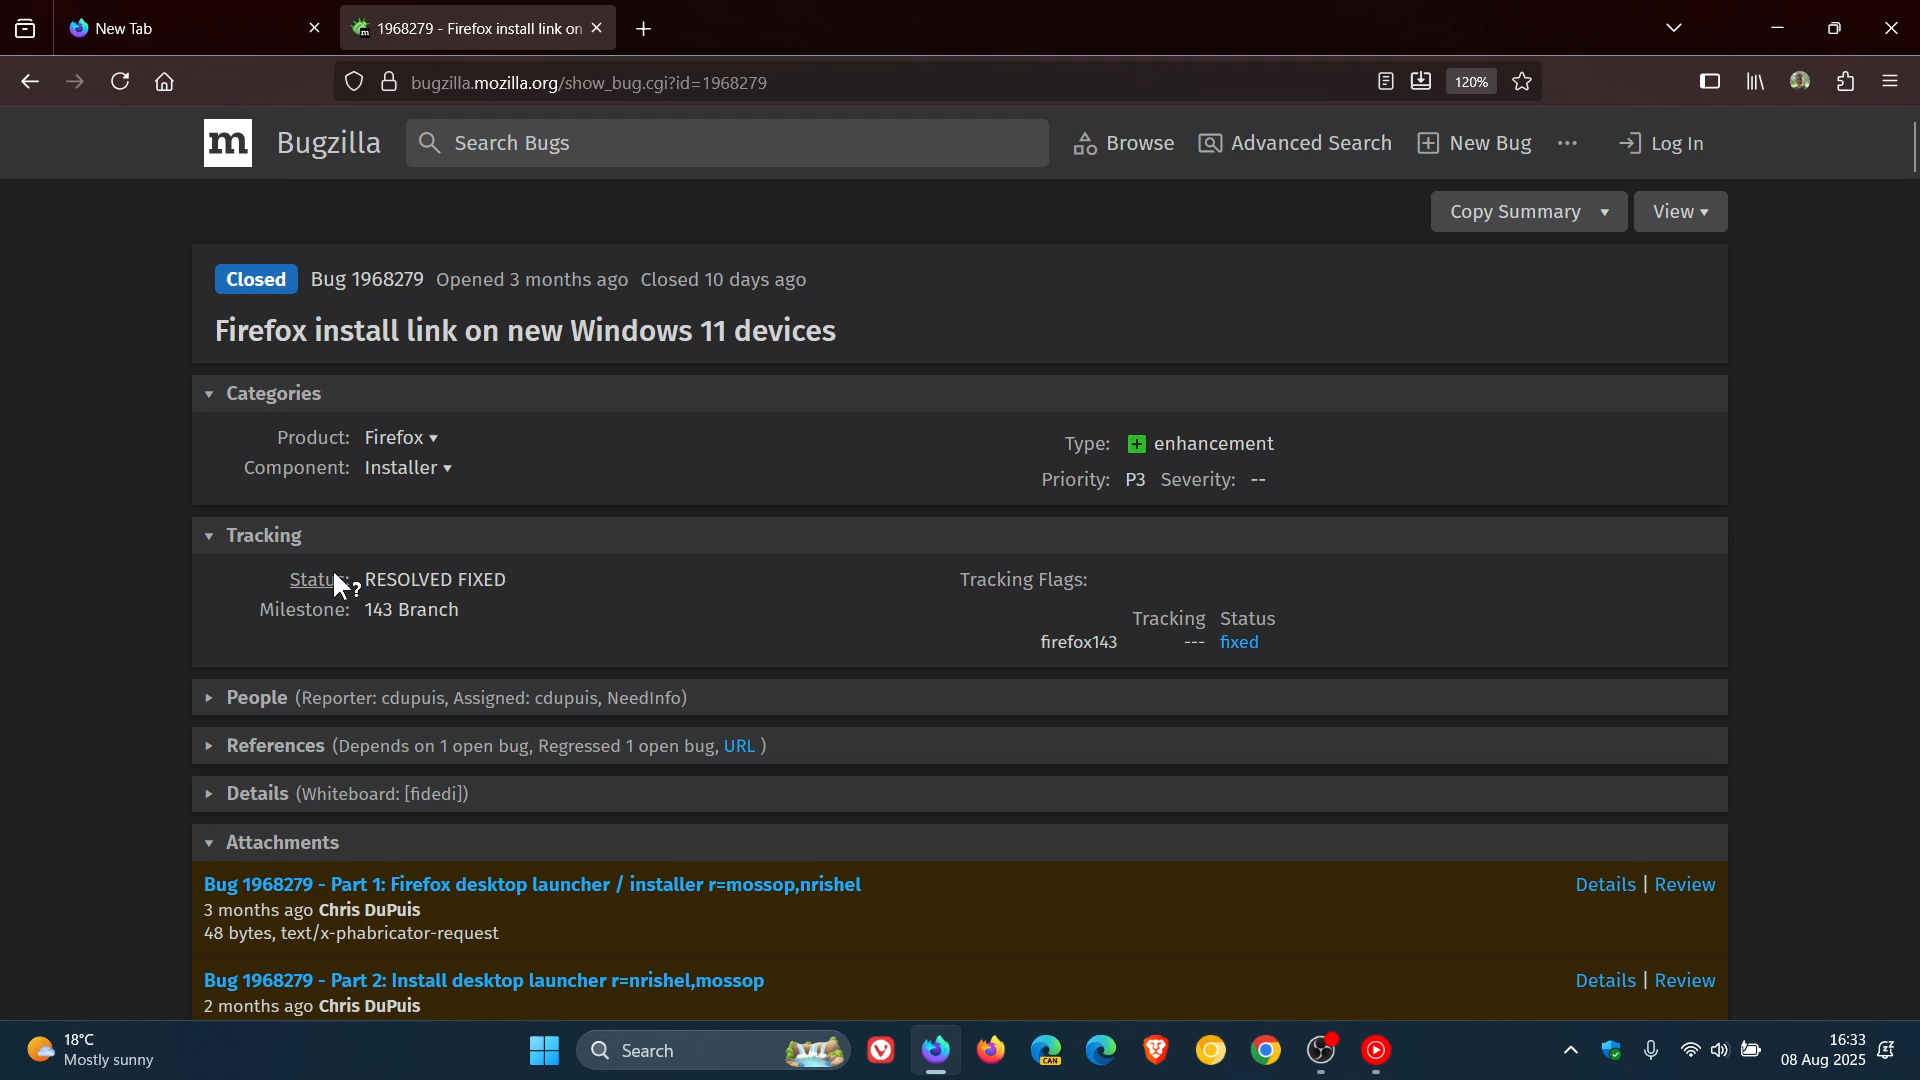 New Tab
1968279 - Firefox install link on
bugzilla.mozilla.org/show_bug.cgi?id=1968279
120%
m
Bugzilla
Search Bugs
Browse
Advanced Search
New Bug
Log In
Copy Summary
View
Closed Bug 1968279 Opened 3 months ago Closed 10 days ago
Firefox install link on new Windows 11 devices
Categories
Product: Firefox
Component: Installer
Type: enhancement
Priority: P3 Severity: --
Tracking
Status: RESOLVED FIXED
Milestone: 143 Branch
Tracking Flags:
Tracking Status
firefox143 --- fixed
People (Reporter: cdupuis, Assigned: cdupuis, NeedInfo)
References (Depends on 1 open bug, Regressed 1 open bug, URL )
Details (Whiteboard: [fidedi])
Attachments
Bug 1968279 - Part 1: Firefox desktop launcher / installer r=mossop,nrishel
Details | Review
3 months ago Chris DuPuis
48 bytes, text/x-phabricator-request
Bug 1968279 - Part 2: Install desktop launcher r=nrishel,mossop
Details | Review
2 months ago Chris DuPuis
18°C
Mostly sunny
Search
CAN
16:33
08 Aug 2025